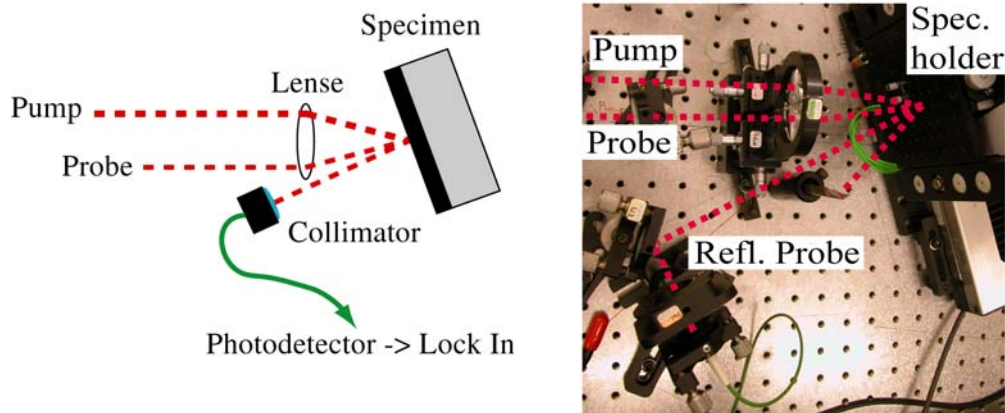 Specimen
Lense
Pump
Probe
Collimator
Photodetector -> Lock In
Pump
Spec.
holder
Probe
Refl. Probe